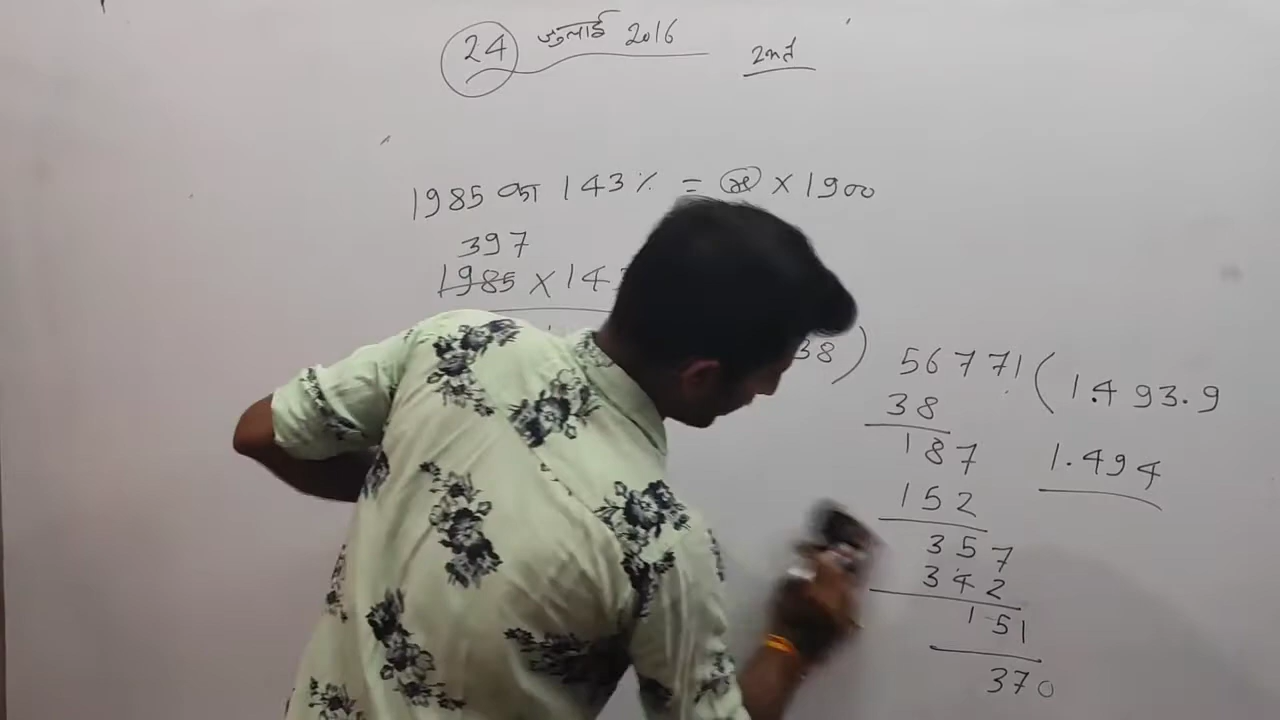 24 जुलाई 2016
2nd
1985 का 143% = × 1900
397
1985 × 14
38) 56771 (1.493.9
38
187
1.494
152
357
342
151
370